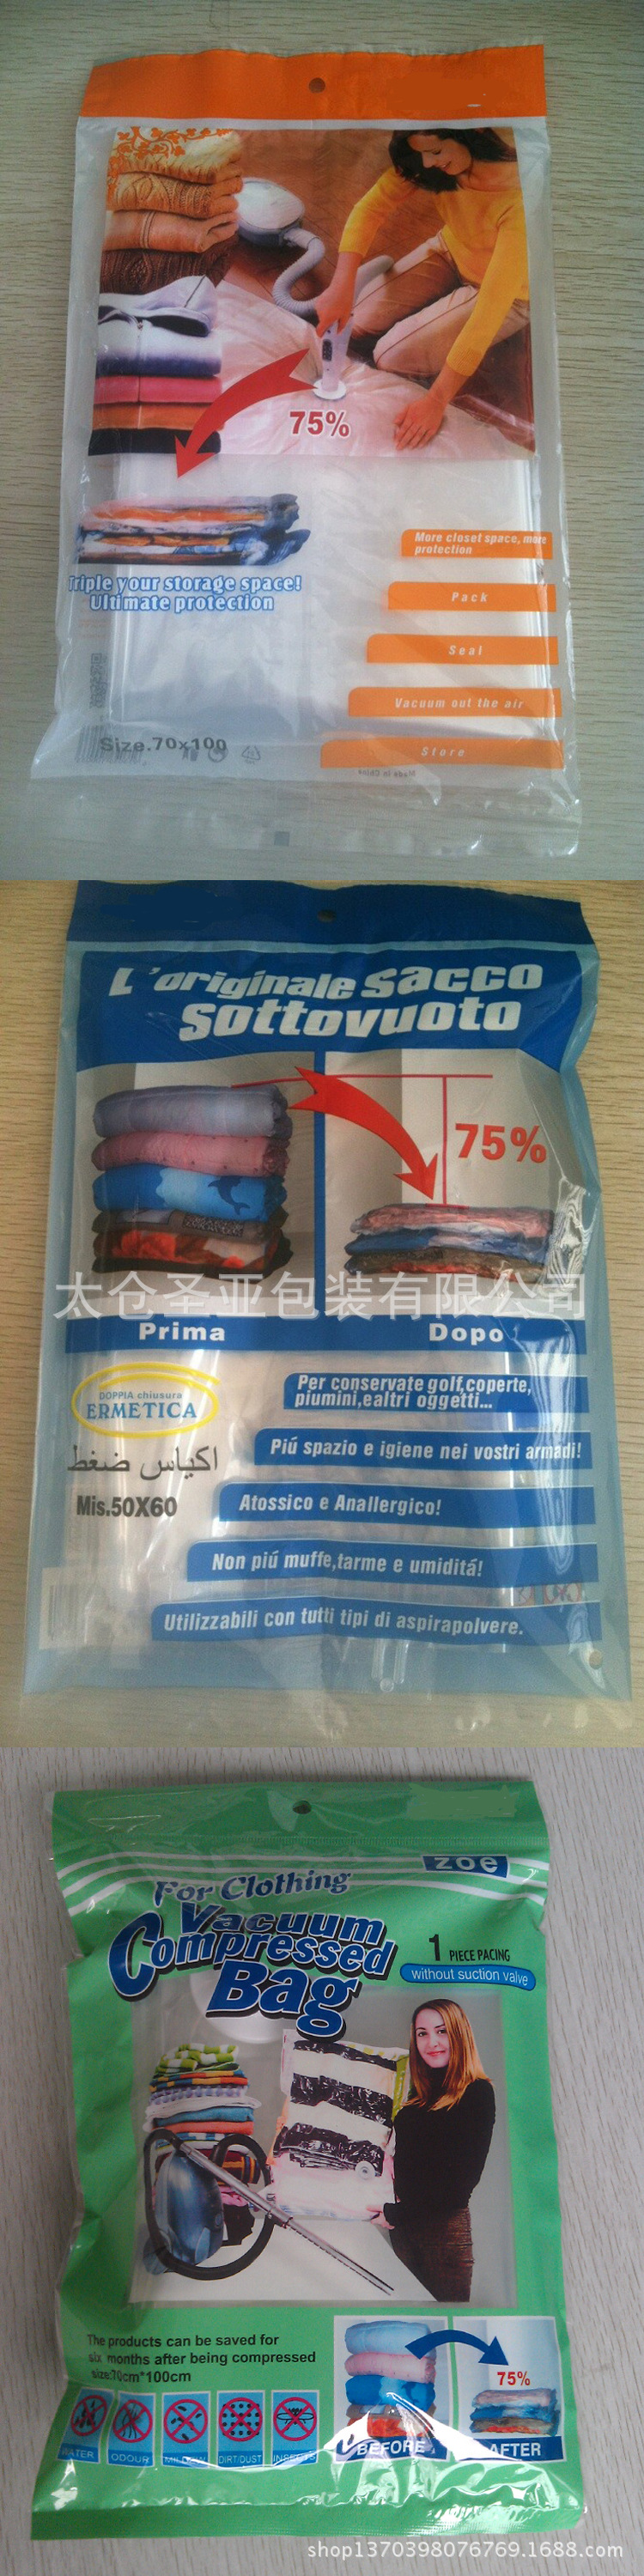 75%
More closet space, more
protection
Triple your storage space!
Ultimate protection
Pack
Seal
Vacuum out the air
Size.70x100
Store
Made in China
L'originale sacco
sottovuoto
75%
太仓圣亚包装有限公司
Prima
Dopo
DOPPIA chiusura
ERMETICA
Per conservate golf,coperte,
piumini,ealtri oggetti...
اكياس ضغط
Piú spazio e igiene nei vostri armadi!
Mis.50X60
Atossico e Anallergico!
Non piú muffe,tarme e umiditá!
Utilizzabili con tutti tipi di aspirapolvere.
zoe
For Clothing
Vacuum
Compressed
Bag
1 PIECE PACING
without suction valve
The products can be saved for
six months after being compressed
size:70cm*100cm
75%
WATER
ODOUR
MILDEW
DIRT/DUST
INSECTS
BEFORE
AFTER
shop1370398076769.1688.com